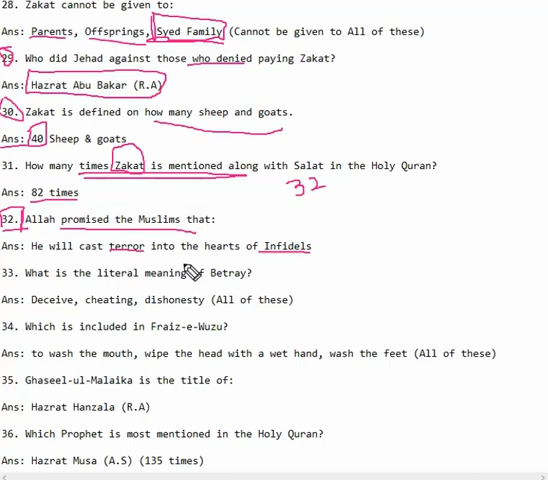 28. Zakat cannot be given to:
Ans: Parents, Offsprings, Syed Family (Cannot be given to All of these)
29. Who did Jehad against those who denied paying Zakat?
Ans: Hazrat Abu Bakar (R.A)
30. Zakat is defined on how many sheep and goats.
Ans: 40 Sheep & goats
31. How many times Zakat is mentioned along with Salat in the Holy Quran?
32
Ans: 82 times
32. Allah promised the Muslims that:
Ans: He will cast terror into the hearts of Infidels
33. What is the literal meaning of Betray?
Ans: Deceive, cheating, dishonesty (All of these)
34. Which is included in Fraiz-e-Wuzu?
Ans: to wash the mouth, wipe the head with a wet hand, wash the feet (All of these)
35. Ghaseel-ul-Malaika is the title of:
Ans: Hazrat Hanzala (R.A)
36. Which Prophet is most mentioned in the Holy Quran?
Ans: Hazrat Musa (A.S) (135 times)